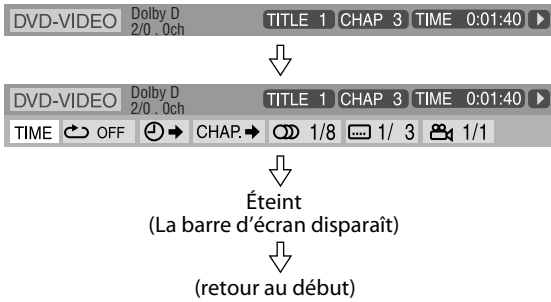 DVD-VIDEO Dolby D 2/0 . 0ch TITLE 1 CHAP 3 TIME 0:01:40
DVD-VIDEO Dolby D 2/0 . 0ch TITLE 1 CHAP 3 TIME 0:01:40
TIME OFF CHAP. 1/8 1/ 3 1/1
Éteint
(La barre d’écran disparaît)
(retour au début)